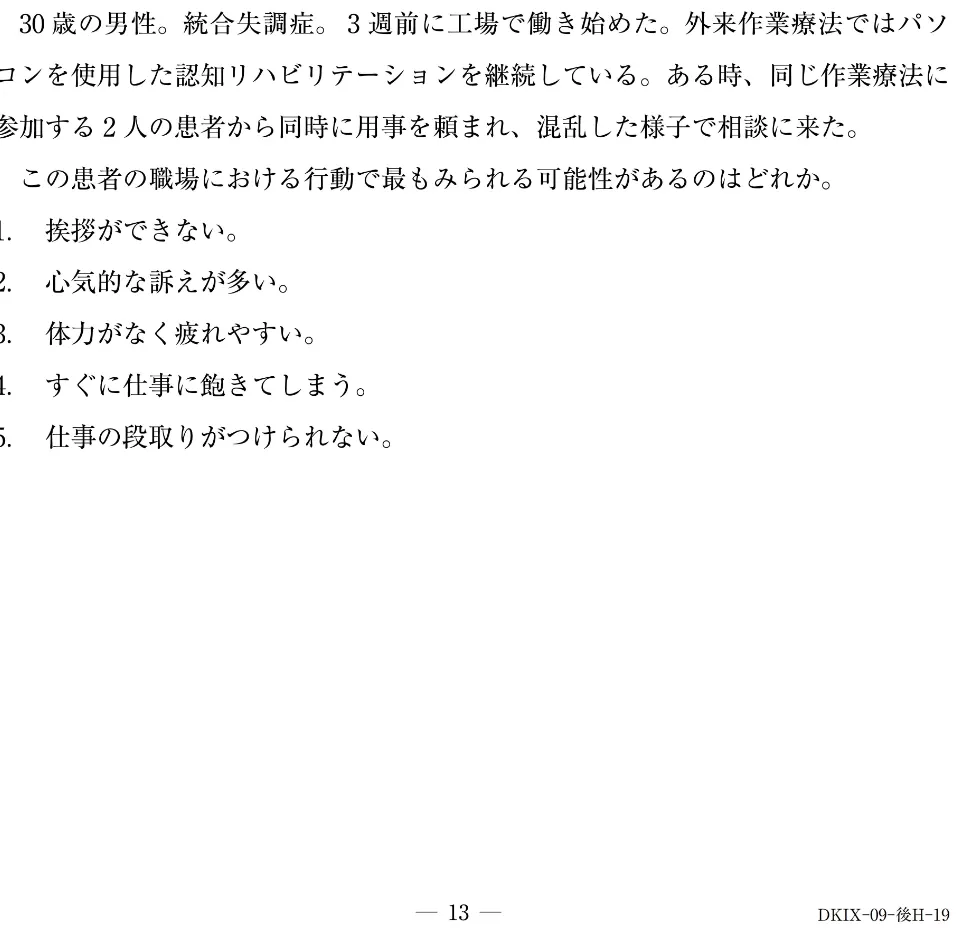 30歳の男性。統合失調症。3週前に工場で働き始めた。外来作業療法ではパソ
コンを使用した認知リハビリテーションを継続している。ある時、同じ作業療法に
参加する2人の患者から同時に用事を頼まれ、混乱した様子で相談に来た。
この患者の職場における行動で最もみられる可能性があるのはどれか。
1. 挨拶ができない。
2. 心気的な訴えが多い。
3. 体力がなく疲れやすい。
4. すぐに仕事に飽きてしまう。
5. 仕事の段取りがつけられない。
— 13 —
DKIX-09-後H-19